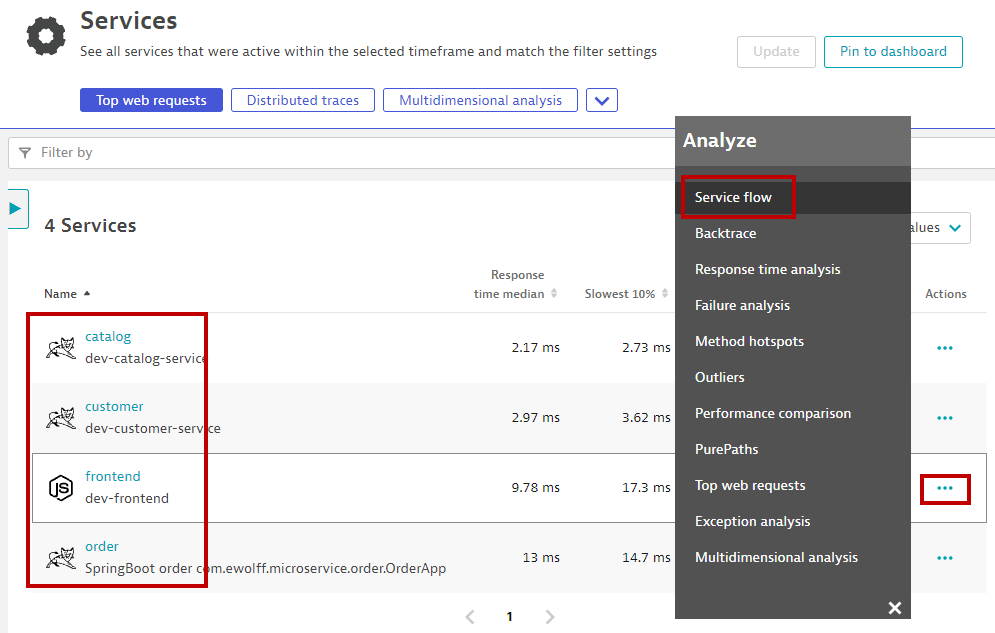 Services
See all services that were active within the selected timeframe and match the filter settings
Update
Pin to dashboard
Top web requests
Distributed traces
Multidimensional analysis
Filter by
4 Services
Name
Response
time median
Slowest 10%
Actions
catalog
dev-catalog-service
2.17 ms
2.73 ms
customer
dev-customer-service
2.97 ms
3.62 ms
JS
frontend
dev-frontend
9.78 ms
17.3 ms
order
SpringBoot order com.ewolff.microservice.order.OrderApp
13 ms
14.7 ms
1
Analyze
Service flow
Backtrace
Response time analysis
Failure analysis
Method hotspots
Outliers
Performance comparison
PurePaths
Top web requests
Exception analysis
Multidimensional analysis